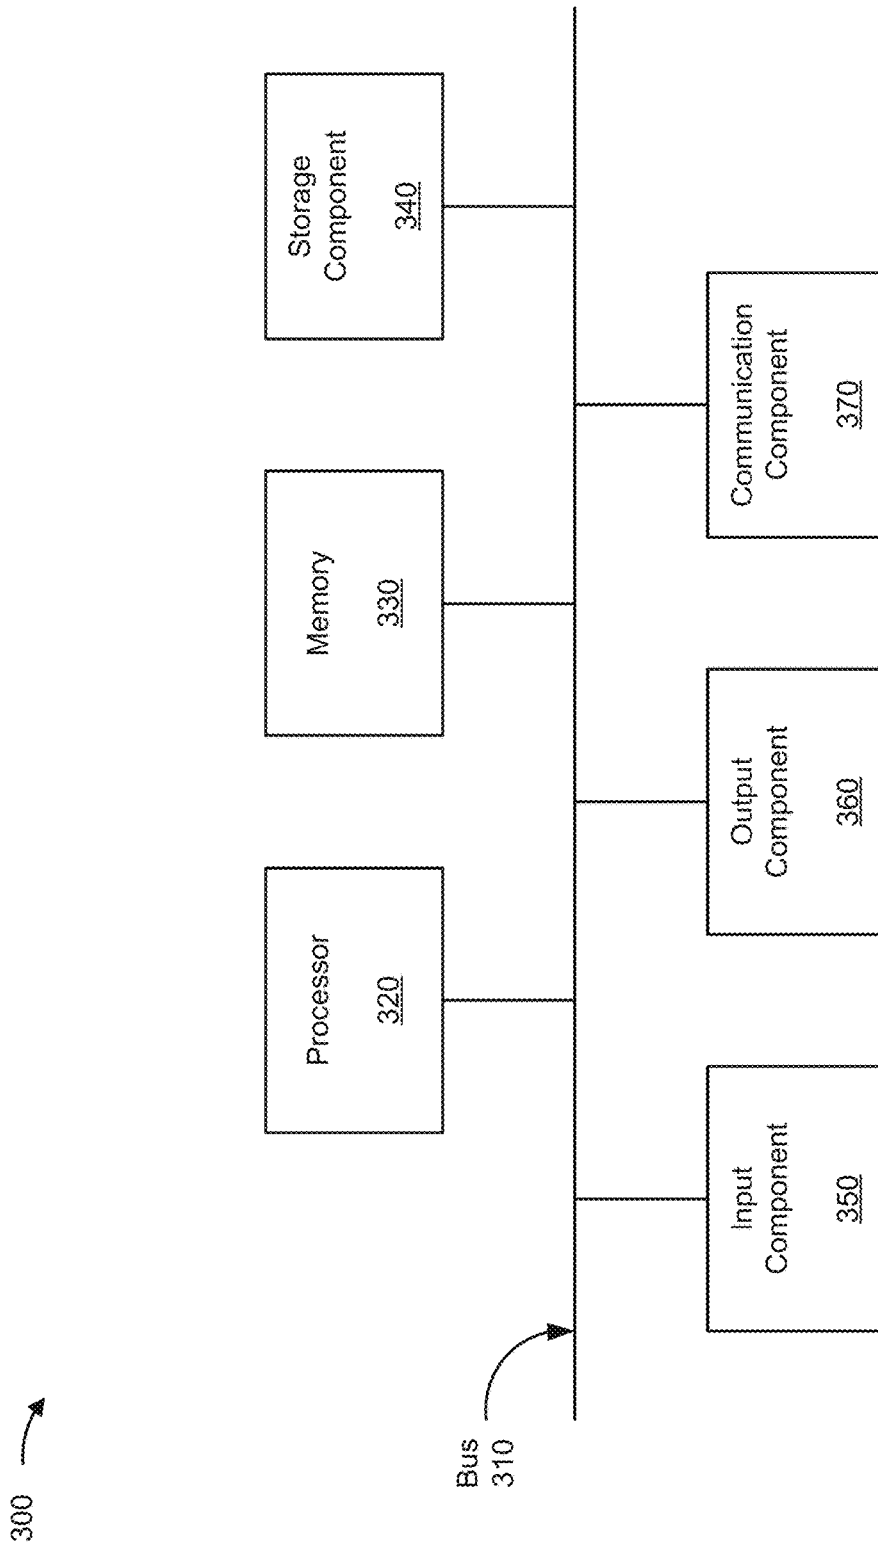 300
Bus
310
Processor
320
Memory
330
Storage
Component
340
Input
Component
350
Output
Component
360
Communication
Component
370